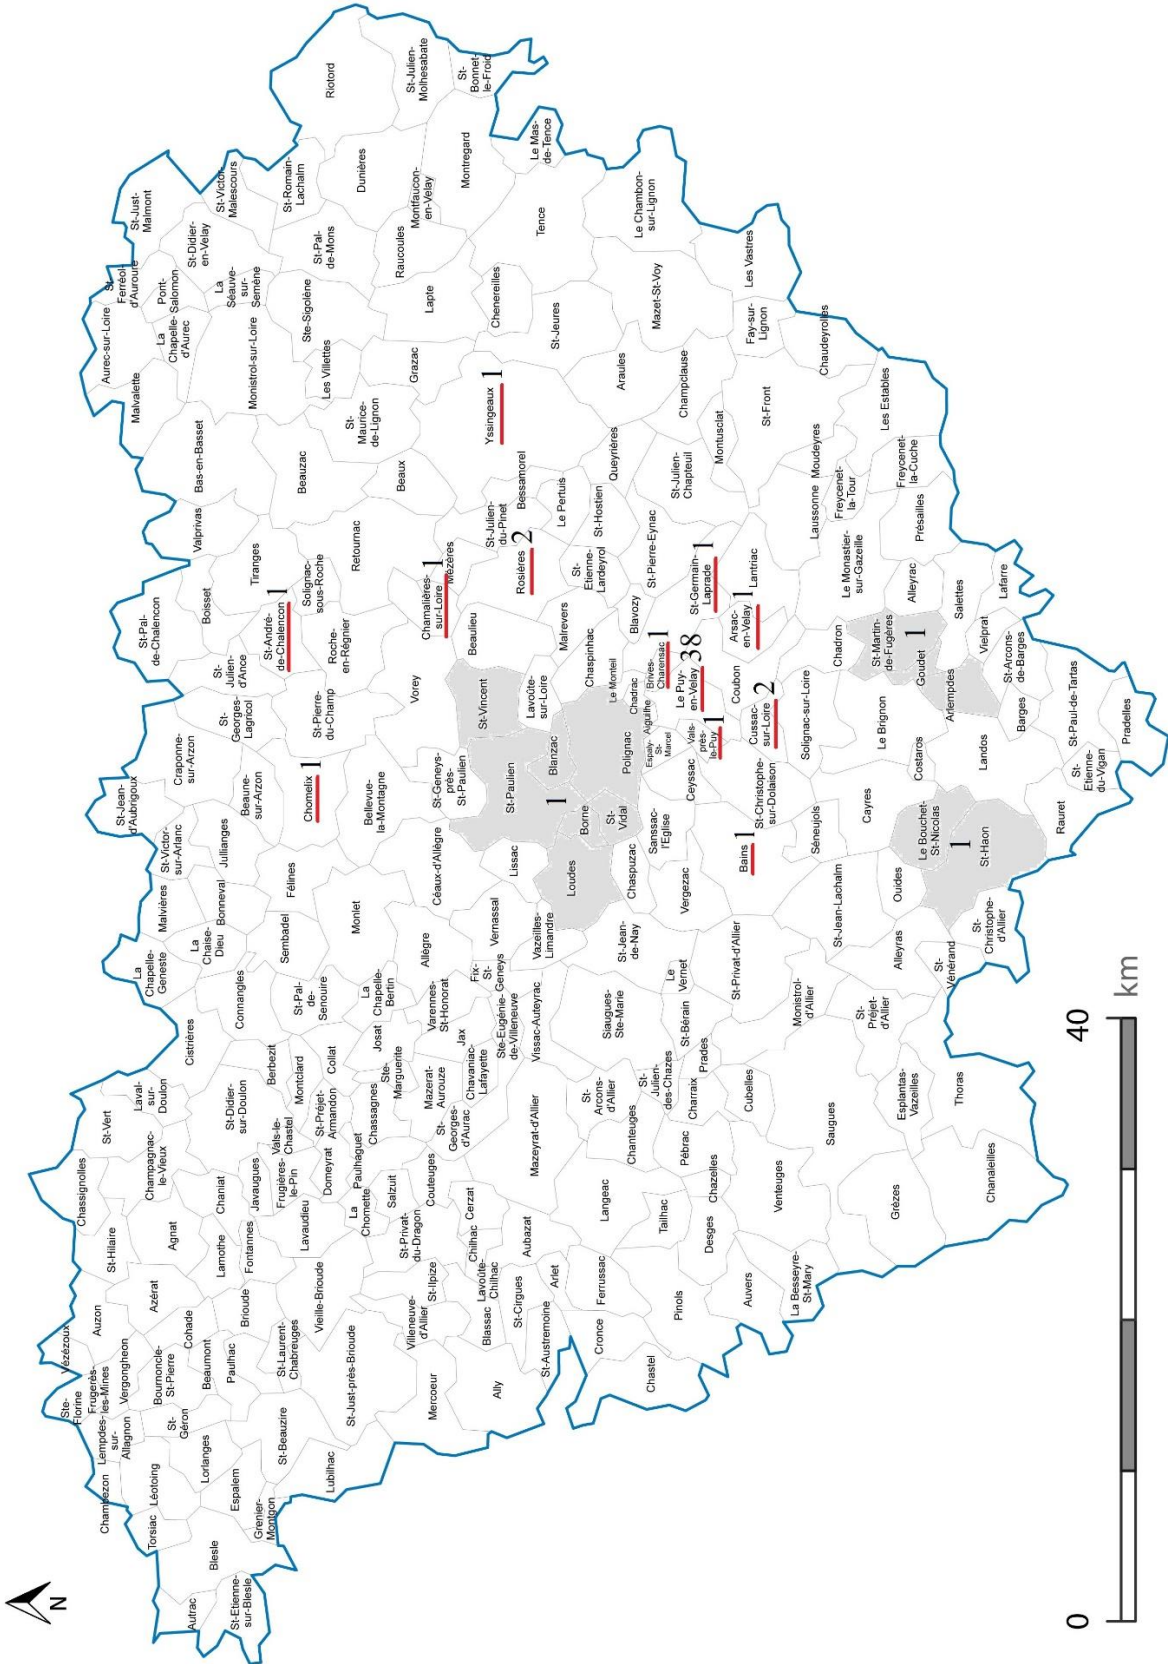 N
Autrac
St-Etienne-
sur-Blesle
Blesle
Torsiac
Chambezon
Léotoing
Grenier-
Montgon
Espalem
Lorlanges
Lempdes-
sur-
Allagnon
Ste-
Florine
Frugerès-
les-Mines
Vézézoux
Vergongheon
Bournoncle-
St-Pierre
St-
Géron
Beaumont
Cohade
Paulhac
St-Beauzire
St-Laurent-
Chabreuges
Lubilhac
St-Just-près-Brioude
Brioude
Vieille-Brioude
Auzon
Azérat
Agnat
St-Hilaire
Chassignolles
Champagnac-
le-Vieux
St-Vert
Laval-
sur-
Doulon
Lamothe
Fontannes
Chaniat
Javaugues
Frugières-
le-Pin
Vals-le-
Chastel
St-Didier-
sur-Doulon
Lavaudieu
Domeyrat
La
Chomette
Paulhaguet
Salzuit
St-Préjet-
Armandon
Montclard
Berbezit
Collat
Chassagnes
Ste-
Marguerite
Josat
Mazerat-
Aurouze
St-
Georges-
d'Aurac
Couteuges
St-Privat-
du-Dragon
St-Ilpize
Villeneuve-
d'Allier
Mercoeur
Ally
Blassac
Lavoûte-
Chilhac
Chilhac
Cerzat
Aubazat
St-Cirgues
Arlet
St-Austremoine
Cronce
Ferrussac
Chastel
Pinols
Langeac
Tailhac
Desges
Chazelles
Pébrac
Auvers
La Besseyre-
St-Mary
Venteuges
Mazeyrat-d'Allier
Chanteuges
St-
Arcons-
d'Allier
St-
Julien-
des-Chazes
Charraix
Prades
Cubelles
St-Bérain
Saugues
Grèzes
Chanaleilles
Esplantas-
Vazeilles
Thoras
Cistrières
Connangles
La
Chapelle-
Geneste
Malvières
La
Chaise-
Dieu
Bonneval
St-Victor-
sur-Arlanc
Jullianges
Félines
Sembadel
St-Pal-
de-
Senouire
Monlet
La
Chapelle-
Bertin
Allègre
Varennes-
St-Honorat
Jax
Chavaniac-
Lafayette
Ste-Eugénie-
de-Villeneuve
Fix-
St-
Geneys
Vernassal
Céaux-d'Allègre
Lissac
Vazeilles-
Limandre
Vissac-Auteyrac
Siaugues-
Ste-Marie
St-Jean-
de-Nay
Le
Vernet
St-Privat-d'Allier
Vergezac
Monistrol-
d'Allier
St-
Préjet-
d'Allier
Alleyras
St-
Vénérand
St-
Christophe-
d'Allier
St-Jean-Lachalm
Ouides
Séneujols
Cayres
Le Bouchet-
St-Nicolas
St-Haon
1
Rauret
Landos
Costaros
Le Brignon
Solignac-sur-Loire
St-Christophe-
sur-Dolaison
Bains
1
Chaspuzac
Sanssac-
l'Eglise
Ceyssac
Loudes
Borne
St-
Vidal
Blanzac
St-Paulien
1
Polignac
St-Vincent
St-Geneys-
près-
St-Paulien
Bellevue-
la-Montagne
Chomelix
1
Beaune-
sur-Arzon
Craponne-
sur-Arzon
St-Jean-
d'Aubrigoux
St-
Georges-
Lagricol
St-Pierre-
du-Champ
St-
Julien-
d'Ance
St-Pal-
de-Chalencon
Boisset
Tiranges
St-André-
de-Chalencon
1
Solignac-
sous-Roche
Roche-
en-Régnier
Vorey
Retournac
Chamalières-
sur-Loire
1
Mézères
Beaulieu
Lavoûte-
sur-Loire
Rosières
2
Malrevers
Chaspinhac
Le Monteil
Chadrac
Aiguilhe
Espaly-
St-
Marcel
Vals-
près-
le-Puy
1
Le Puy-
en-Velay
38
Brives-
Charensac
1
Blavozy
St-
Etienne-
Lardeyrol
St-Pierre-Eynac
St-Germain-
Laprade
1
Arsac-
en-Velay
1
Coubon
Cussac-
sur-Loire
2
Lantriac
Chadron
Le Monastier-
sur-Gazeille
St-Martin-
de-Fugères
Goudet
1
Arlempdes
Alleyrac
Salettes
Présailles
Lafarre
Vielprat
St-Arcons-
de-Barges
Barges
St-Paul-de-Tartas
St-
Etienne-
du-Vigan
Pradelles
Freycenet-
la-Cuche
Freycenet-
la-Tour
Laussonne
Moudeyres
Les Estables
Chaudeyrolles
St-Front
Montusclat
Champclause
St-Julien-
Chapteuil
Queyrières
St-Hostien
Le Pertuis
Bessamorel
St-Julien-
du-Pinet
Yssingeaux
1
Araules
Mazet-St-Voy
Fay-sur-
Lignon
Les Vastres
Le Chambon-
sur-Lignon
Tence
St-Jeures
Chenereilles
Le Mas-
de-Tence
Lapte
Grazac
Beaux
St-
Maurice-
de-Lignon
Beauzac
Les Villettes
Ste-Sigolène
Monistrol-sur-Loire
Bas-en-Basset
Valprivas
Malvalette
Aurec-sur-Loire
La
Chapelle-
d'Aurec
Pont-
Salomon
St-
Ferréol-
d'Auroure
La
Séauve-
sur-
Semène
St-Didier-
en-Velay
St-Just-
Malmont
St-Victor-
Malescours
St-Romain-
Lachalm
St-Pal-
de-Mons
Raucoules
Dunières
Montfaucon-
en-Velay
Montregard
Riotord
St-Julien-
Molhesabate
St-
Bonnet-
le-Froid
0
40
km